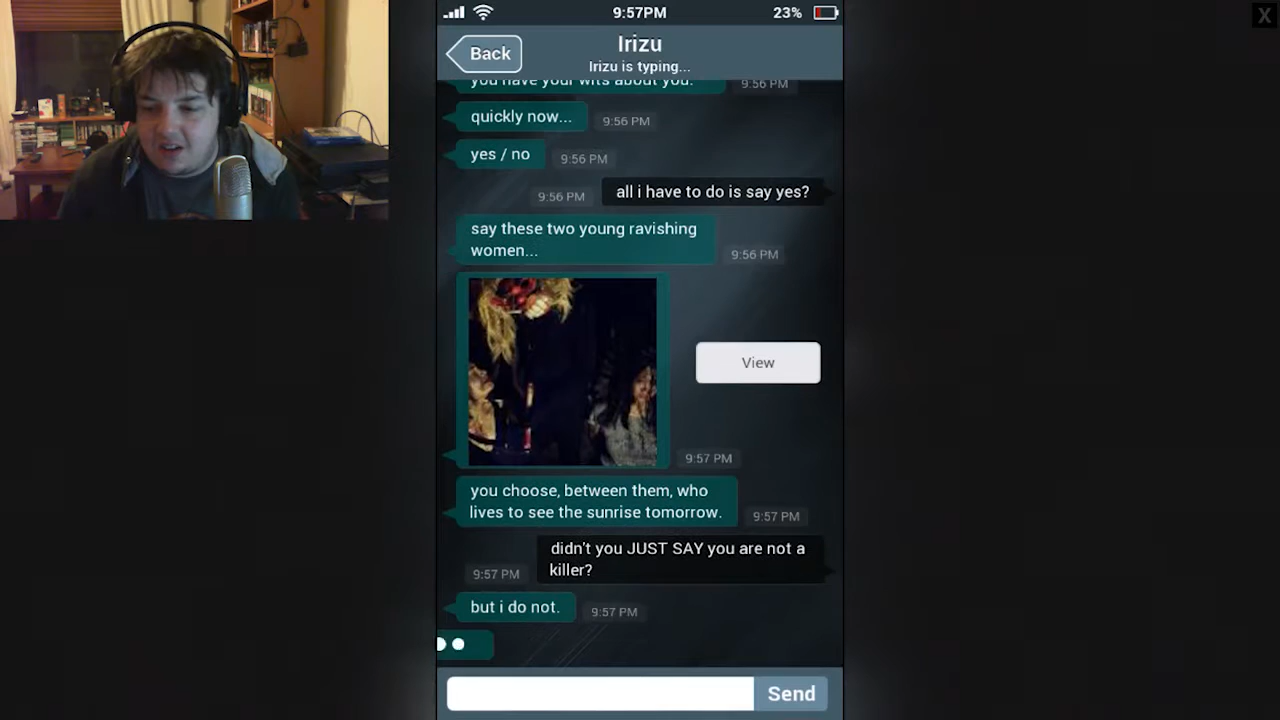 9:57PM
23%
X
Back
Irizu
Irizu is typing...
you have your wits about you.
9:56 PM
quickly now...
9:56 PM
yes / no
9:56 PM
all i have to do is say yes?
9:56 PM
say these two young ravishing
women...
9:56 PM
View
9:57 PM
you choose, between them, who
lives to see the sunrise tomorrow.
9:57 PM
didn't you JUST SAY you are not a
killer?
9:57 PM
but i do not.
9:57 PM
Send